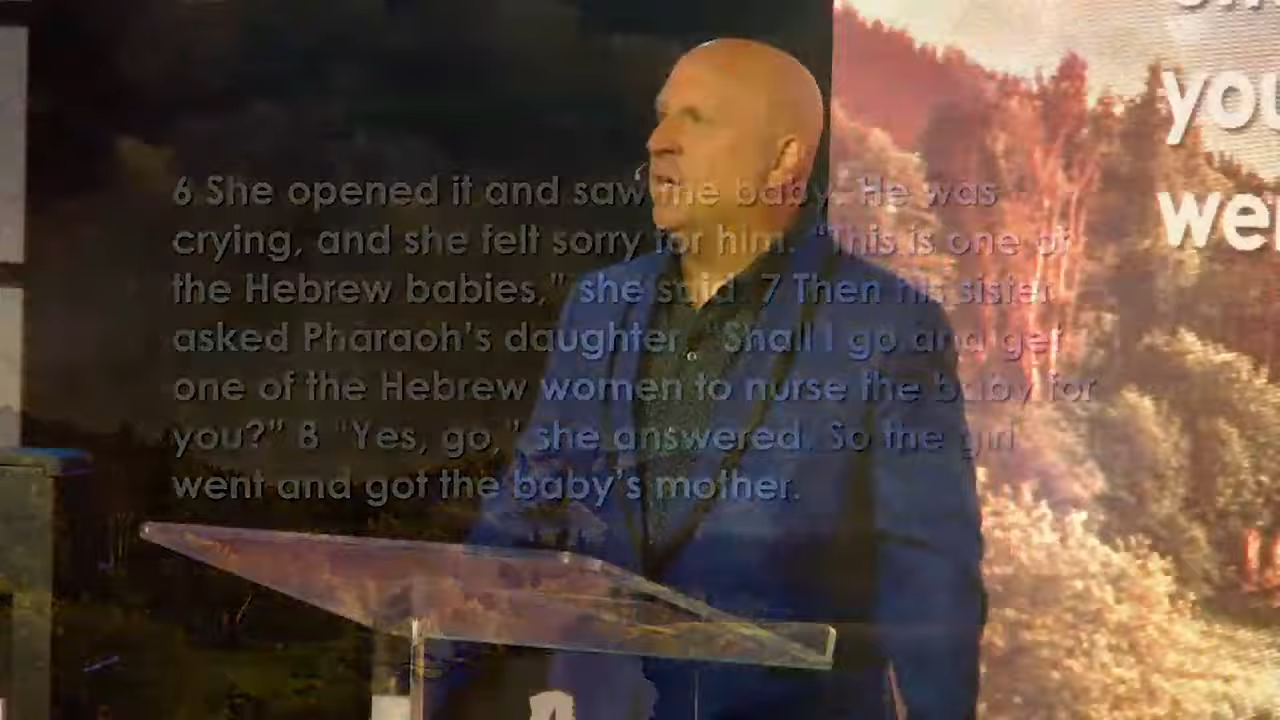 6 She opened it and saw the baby. He was
crying, and she felt sorry for him. “This is one of
the Hebrew babies,” she said. 7 Then his sister
asked Pharaoh’s daughter, “Shall I go and get
one of the Hebrew women to nurse the baby for
you?” 8 “Yes, go,” she answered. So the girl
went and got the baby’s mother.
you
we